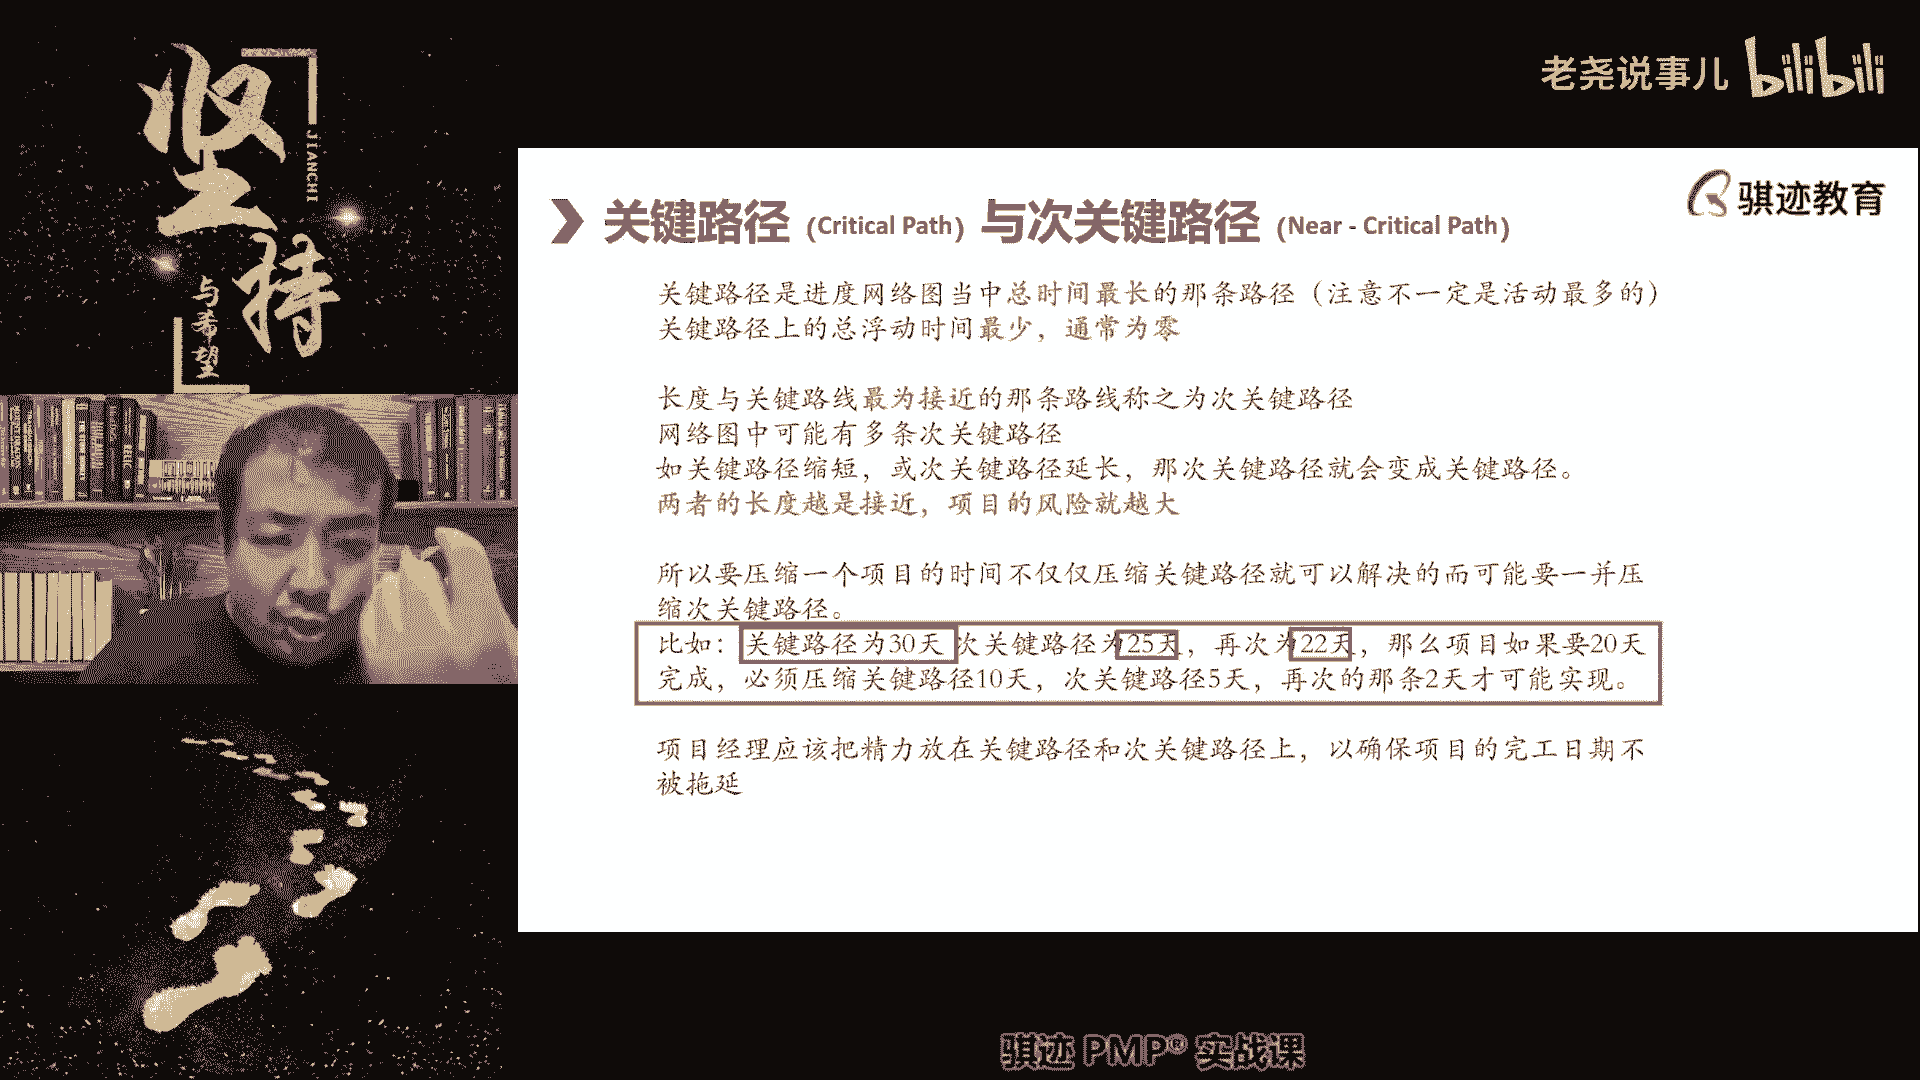 坚持
JIANCHI
与希望
老尧说事儿 bilibili
骐迹教育
关键路径 (Critical Path) 与次关键路径 (Near - Critical Path)
关键路径是进度网络图当中总时间最长的那条路径（注意不一定是活动最多的）
关键路径上的总浮动时间最少，通常为零
长度与关键路线最为接近的那条路线称之为次关键路径
网络图中可能有多条次关键路径
如关键路径缩短，或次关键路径延长，那次关键路径就会变成关键路径。
两者的长度越是接近，项目的风险就越大
所以要压缩一个项目的时间不仅仅压缩关键路径就可以解决的而可能要一并压
缩次关键路径。
比如：关键路径为30天 次关键路径为25天，再次为22天，那么项目如果要20天
完成，必须压缩关键路径10天，次关键路径5天，再次的那条2天才可能实现。
项目经理应该把精力放在关键路径和次关键路径上，以确保项目的完工日期不
被拖延
骐迹 PMP® 实战课